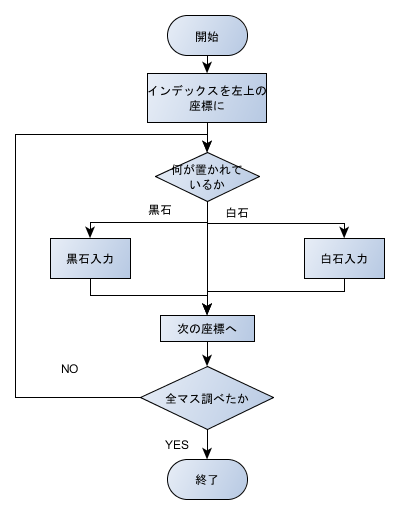 開始
インデックスを左上の
座標に
何が置かれて
いるか
黒石
白石
黒石入力
白石入力
次の座標へ
NO
全マス調べたか
YES
終了